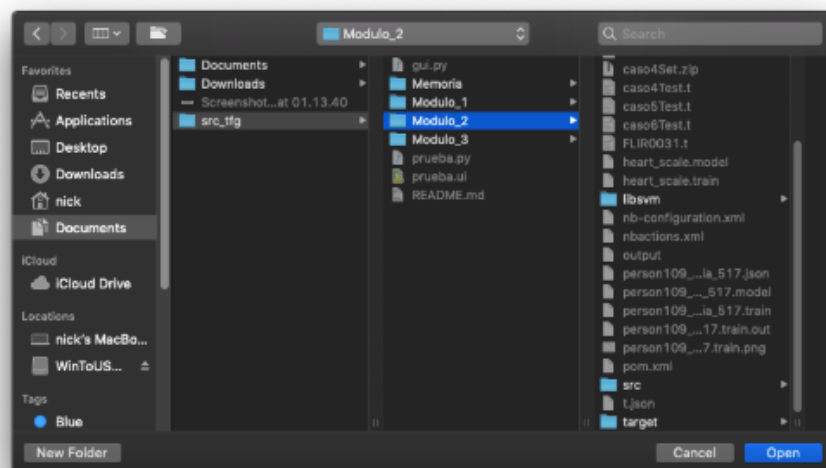 Modulo_2
Search
Favorites
Recents
Applications
Desktop
Downloads
nick
Documents
iCloud
iCloud Drive
Locations
nick's MacBo...
WinToUS...
Tags
Blue
Documents
Downloads
Screenshot...at 01.13.40
src_tfg
gui.py
Memoria
Modulo_1
Modulo_2
Modulo_3
prueba.py
prueba.ui
README.md
caso4Set.zip
caso4Test.t
caso5Test.t
caso6Test.t
FLIR0031.t
heart_scale.model
heart_scale.train
libsvm
nb-configuration.xml
nbactions.xml
output
person109_...ia_517.json
person109_..._517.model
person109_...ia_517.train
person109_...17.train.out
person109_...7.train.png
pom.xml
src
t.json
target
New Folder
Cancel
Open